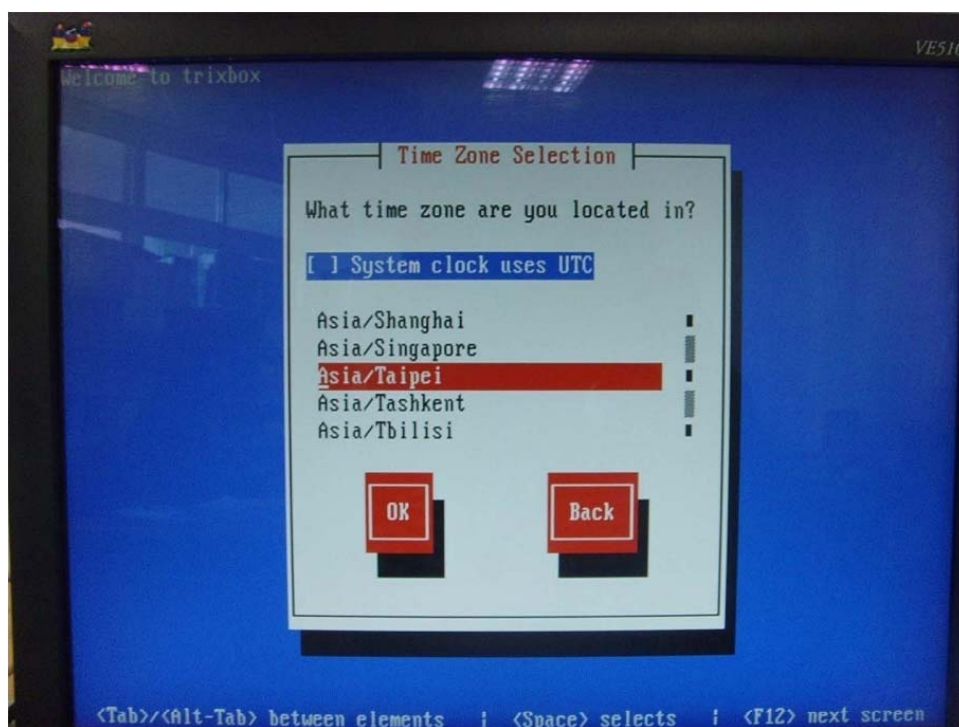 VE510
Welcome to trixbox
Time Zone Selection
What time zone are you located in?
[ ] System clock uses UTC
Asia/Shanghai
Asia/Singapore
Asia/Taipei
Asia/Tashkent
Asia/Tbilisi
OK Back
<Tab>/<Alt-Tab> between elements | <Space> selects | <F12> next screen